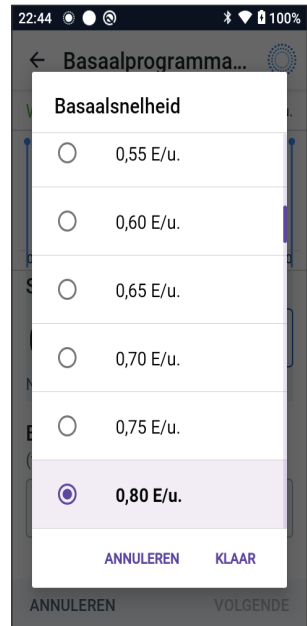 22:44
100%
Basaalprogramma...
Basaalsnelheid
0,55 E/u.
0,60 E/u.
0,65 E/u.
0,70 E/u.
0,75 E/u.
0,80 E/u.
ANNULEREN KLAAR
ANNULEREN VOLGENDE